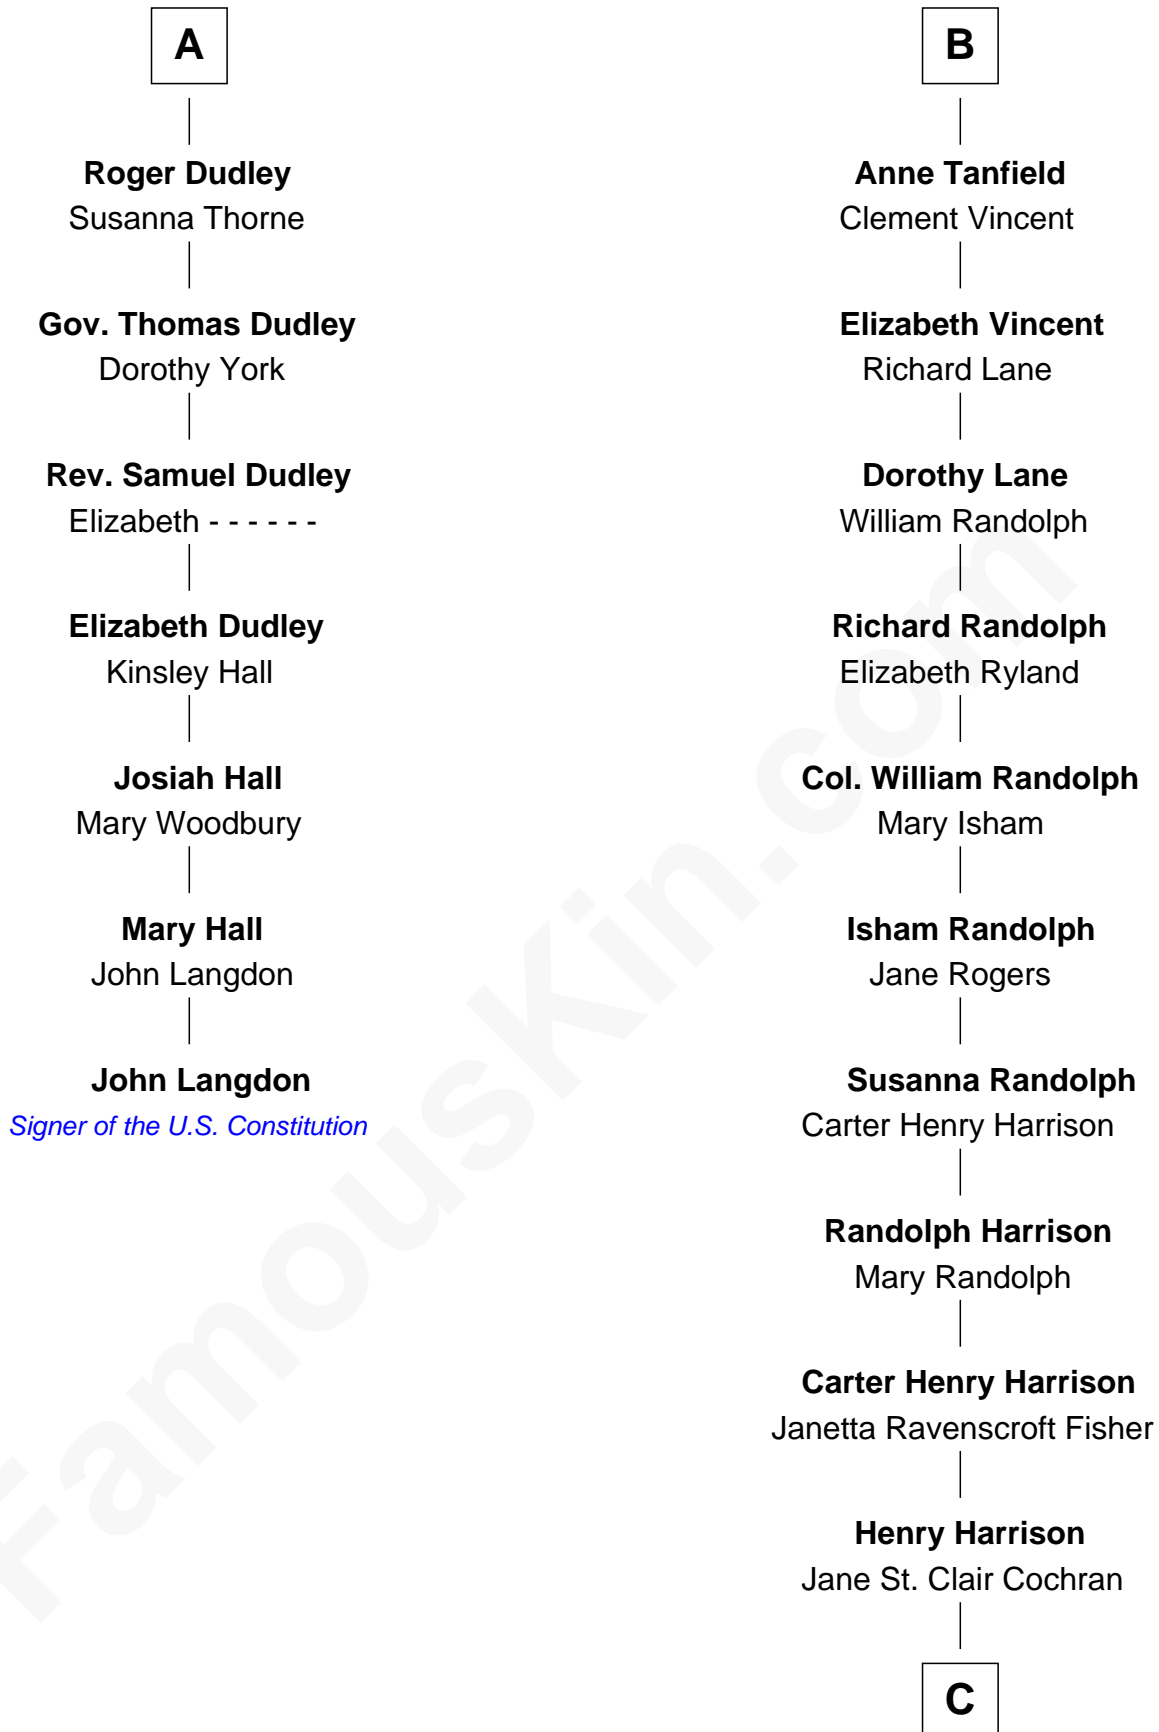 A
Roger Dudley
Susanna Thorne
Gov. Thomas Dudley
Dorothy York
Rev. Samuel Dudley
Elizabeth - - - - - -
Elizabeth Dudley
Kinsley Hall
Josiah Hall
Mary Woodbury
Mary Hall
John Langdon
John Langdon
Signer of the U.S. Constitution
B
Anne Tanfield
Clement Vincent
Elizabeth Vincent
Richard Lane
Dorothy Lane
William Randolph
Richard Randolph
Elizabeth Ryland
Col. William Randolph
Mary Isham
Isham Randolph
Jane Rogers
Susanna Randolph
Carter Henry Harrison
Randolph Harrison
Mary Randolph
Carter Henry Harrison
Janetta Ravenscroft Fisher
Henry Harrison
Jane St. Clair Cochran
C
FamousKin.com